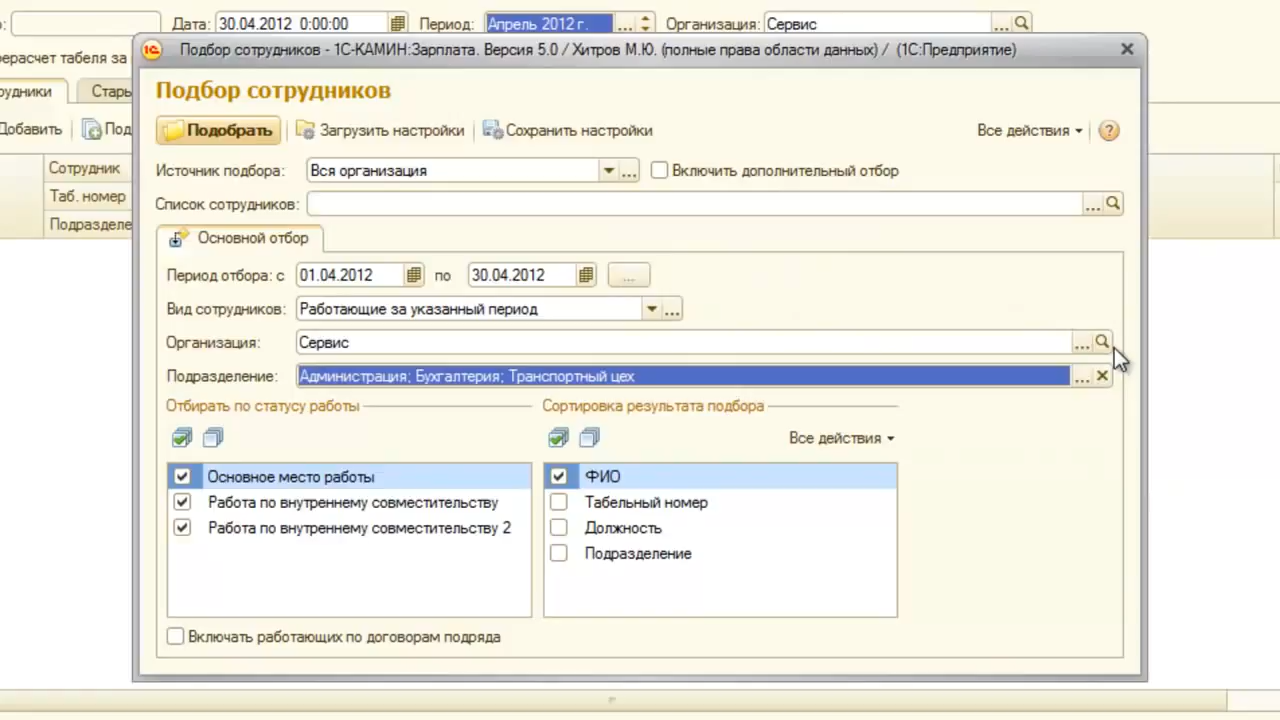 Дата: 30.04.2012 0:00:00 Период: Апрель 2012 г. ... Организация: Сервис ...
Подбор сотрудников - 1С-КАМИН:Зарплата. Версия 5.0 / Хитров М.Ю. (полные права области данных) / (1С:Предприятие)
ерерасчет табеля за
Подбор сотрудников
удники Стары
Подобрать Загрузить настройки Сохранить настройки Все действия ?
Добавить Под
Источник подбора: Вся организация ... Включить дополнительный отбор
Сотрудник
Таб. номер
Список сотрудников: ...
Подразделе
Основной отбор
Период отбора: с 01.04.2012 по 30.04.2012 ...
Вид сотрудников: Работающие за указанный период ...
Организация: Сервис ...
Подразделение: Администрация; Бухгалтерия; Транспортный цех ...
Отбирать по статусу работы Сортировка результата подбора
Все действия
Основное место работы ФИО
Работа по внутреннему совместительству Табельный номер
Работа по внутреннему совместительству 2 Должность
Подразделение
Включать работающих по договорам подряда